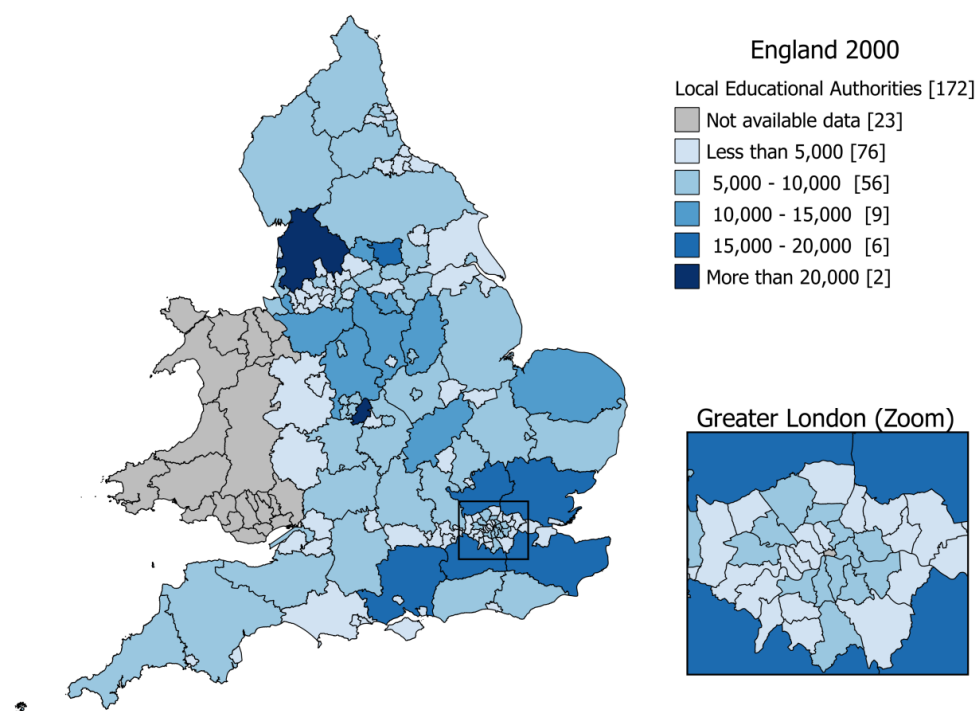 England 2000
Local Educational Authorities [172]
Not available data [23]
Less than 5,000 [76]
5,000 - 10,000 [56]
10,000 - 15,000 [9]
15,000 - 20,000 [6]
More than 20,000 [2]
Greater London (Zoom)